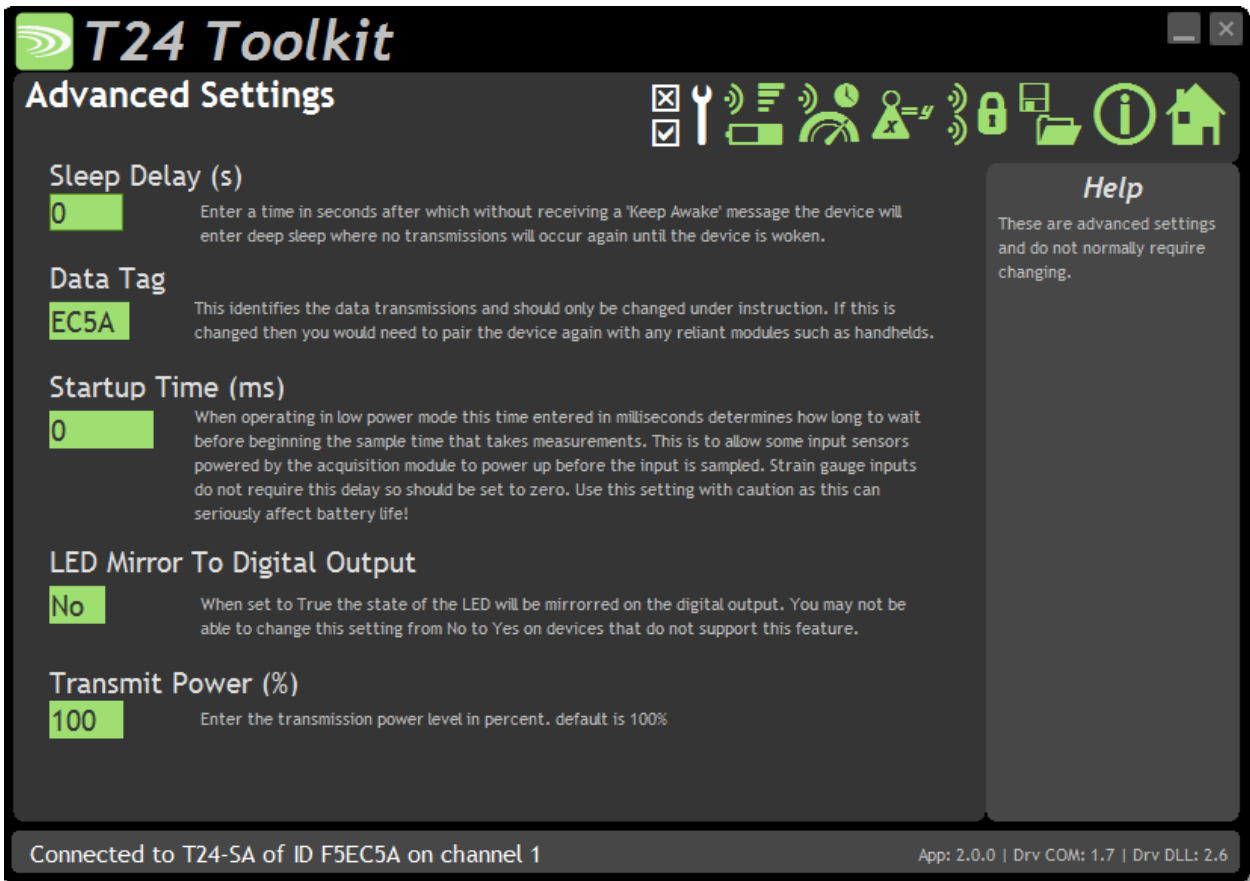 T24 Toolkit
Advanced Settings
x=y
Sleep Delay (s)
0
Enter a time in seconds after which without receiving a 'Keep Awake' message the device will
enter deep sleep where no transmissions will occur again until the device is woken.
Data Tag
EC5A
This identifies the data transmissions and should only be changed under instruction. If this is
changed then you would need to pair the device again with any reliant modules such as handhelds.
Startup Time (ms)
0
When operating in low power mode this time entered in milliseconds determines how long to wait
before beginning the sample time that takes measurements. This is to allow some input sensors
powered by the acquisition module to power up before the input is sampled. Strain gauge inputs
do not require this delay so should be set to zero. Use this setting with caution as this can
seriously affect battery life!
LED Mirror To Digital Output
No
When set to True the state of the LED will be mirrorred on the digital output. You may not be
able to change this setting from No to Yes on devices that do not support this feature.
Transmit Power (%)
100
Enter the transmission power level in percent. default is 100%
Help
These are advanced settings
and do not normally require
changing.
Connected to T24-SA of ID F5EC5A on channel 1
App: 2.0.0 | Drv COM: 1.7 | Drv DLL: 2.6